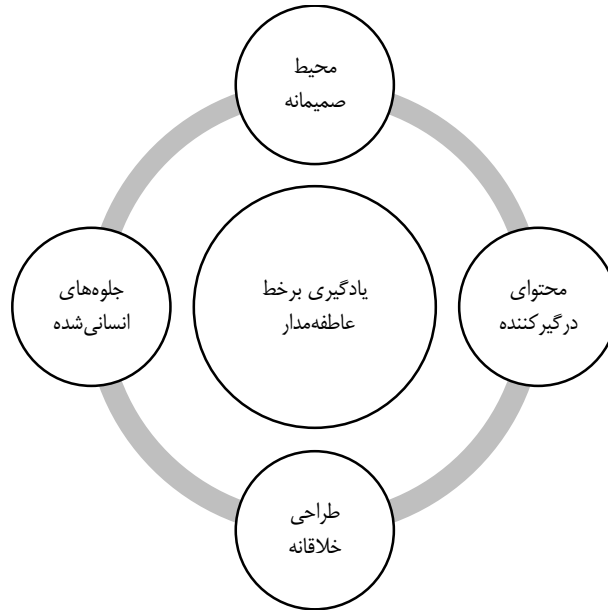 محیط
صمیمانه
جلوه‌های
انسانی‌شده
یادگیری برخط
عاطفه‌مدار
محتوای
درگیرکننده
طراحی
خلاقانه